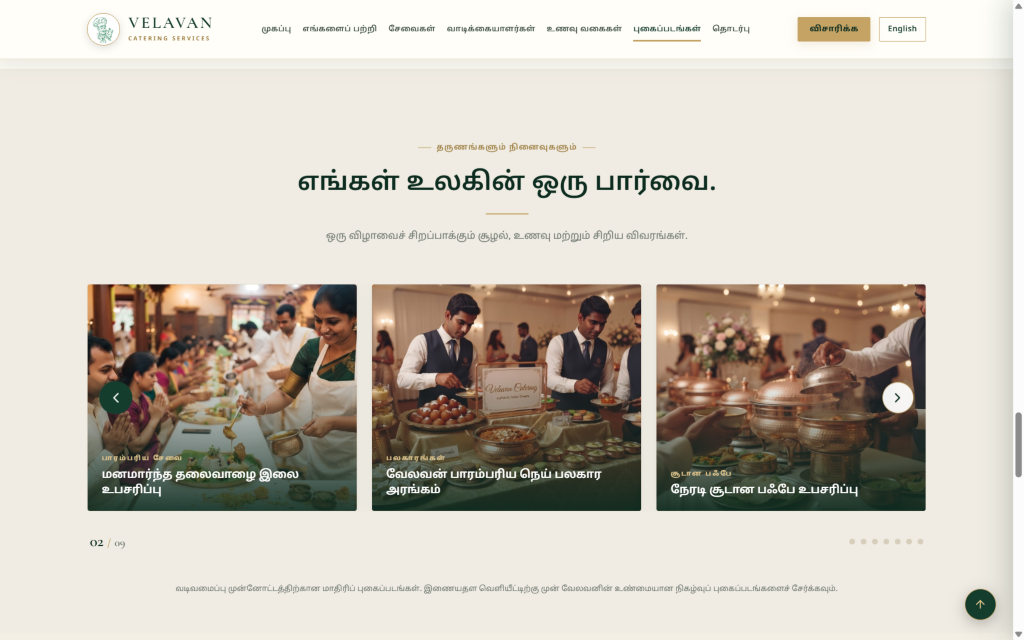 VELAVAN
CATERING SERVICES
முகப்பு எங்களைப் பற்றி சேவைகள் வாடிக்கையாளர்கள் உணவு வகைகள் புகைப்படங்கள் தொடர்பு
விசாரிக்க
English
தருணங்களும் நினைவுகளும்
எங்கள் உலகின் ஒரு பார்வை.
ஒரு விழாவைச் சிறப்பாக்கும் சூழல், உணவு மற்றும் சிறிய விவரங்கள்.
பாரம்பரிய சேவை
மனமார்ந்த தலைவாழை இலை
உபசரிப்பு
Velavan Catering
பலகாரங்கள்
வேலவன் பாரம்பரிய நெய் பலகார
அரங்கம்
சூடான பஃபே
நேரடி சூடான பஃபே உபசரிப்பு
02 / 09
வடிவமைப்பு முன்னோட்டத்திற்கான மாதிரிப் புகைப்படங்கள். இணையதள வெளியீட்டிற்கு முன் வேலவனின் உண்மையான நிகழ்வுப் புகைப்படங்களைச் சேர்க்கவும்.